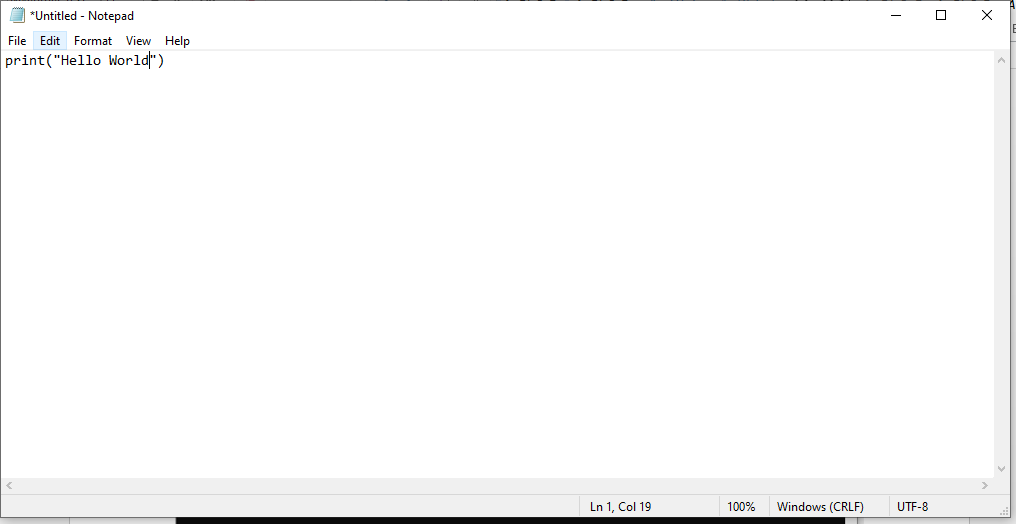 *Untitled - Notepad
File Edit Format View Help
print("Hello World")
Ln 1, Col 19 100% Windows (CRLF) UTF-8